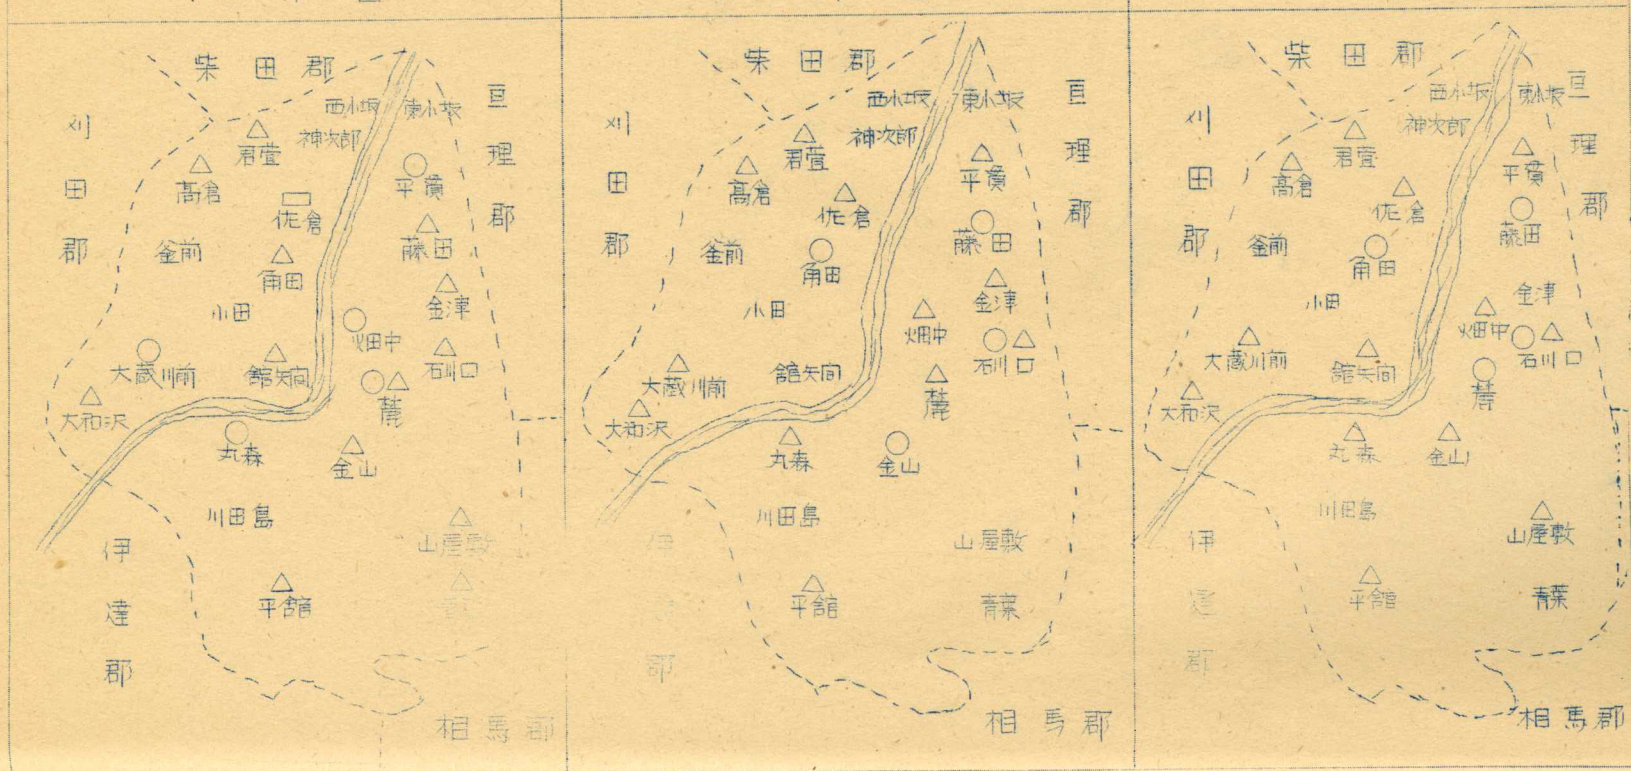 柴田郡
刈田郡
亘理郡
西小坂
東小坂
神次郎
君萱
高倉
平貫
佐倉
藤田
釜前
角田
金津
小田
畑中
大蔵川前
舘矢間
石川口
大和沢
麓
丸森
金山
川田島
山屋敷
伊達郡
平舘
相馬郡
柴田郡
刈田郡
亘理郡
西小坂
東小坂
神次郎
君萱
高倉
平貫
佐倉
藤田
釜前
角田
金津
小田
畑中
大蔵川前
舘矢間
石川口
大和沢
麓
丸森
金山
川田島
山屋敷
平舘
青葉
郡
相馬郡
柴田郡
刈田郡
亘理郡
西小坂
東小坂
神次郎
君萱
高倉
平貫
佐倉
藤田
釜前
角田
金津
小田
畑中
大蔵川前
舘矢間
石川口
大和沢
麓
丸森
金山
川田島
山屋敷
伊達郡
平舘
青葉
相馬郡